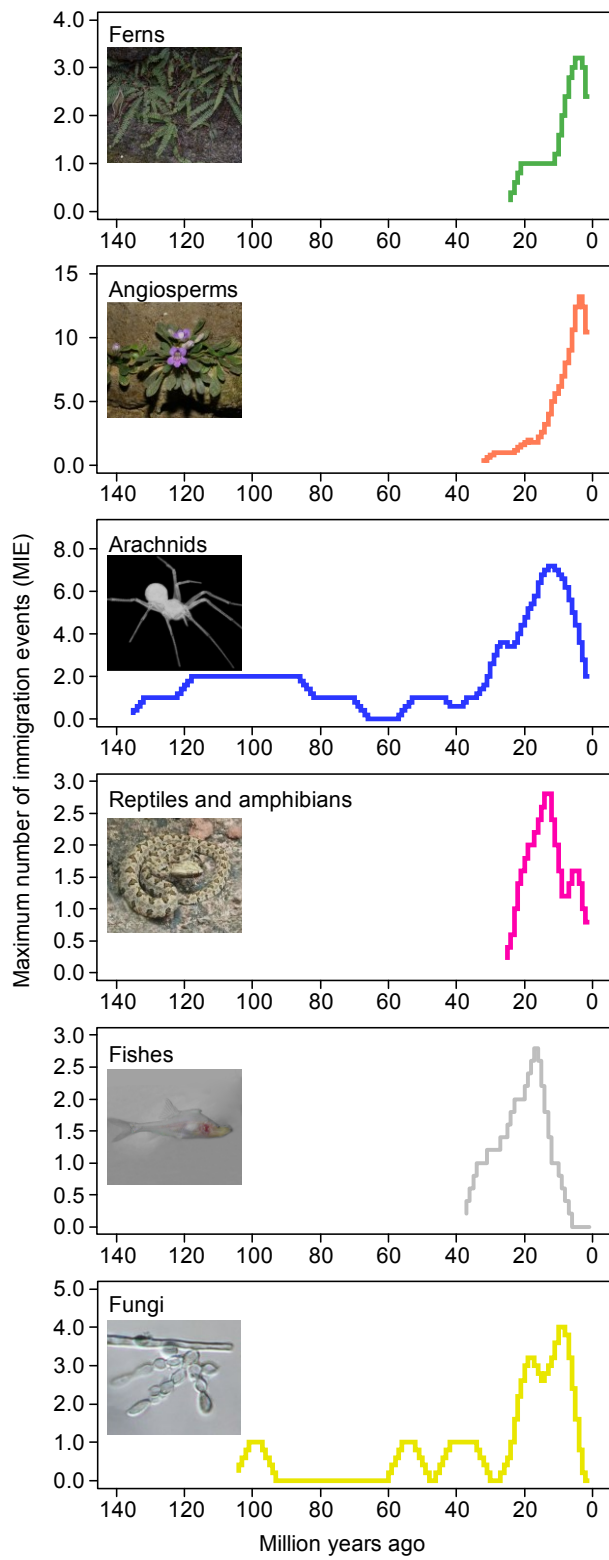 4.0
Ferns
3.0
2.0
1.0
0.0
140 120 100 80 60 40 20 0
15
Angiosperms
10
5.0
0.0
140 120 100 80 60 40 20 0
Maximum number of immigration events (MIE)
8.0
Arachnids
6.0
4.0
2.0
0.0
140 120 100 80 60 40 20 0
3.0
Reptiles and amphibians
2.5
2.0
1.5
1.0
0.5
0.0
140 120 100 80 60 40 20 0
3.0
Fishes
2.5
2.0
1.5
1.0
0.5
0.0
140 120 100 80 60 40 20 0
5.0
Fungi
4.0
3.0
2.0
1.0
0.0
140 120 100 80 60 40 20 0
Million years ago